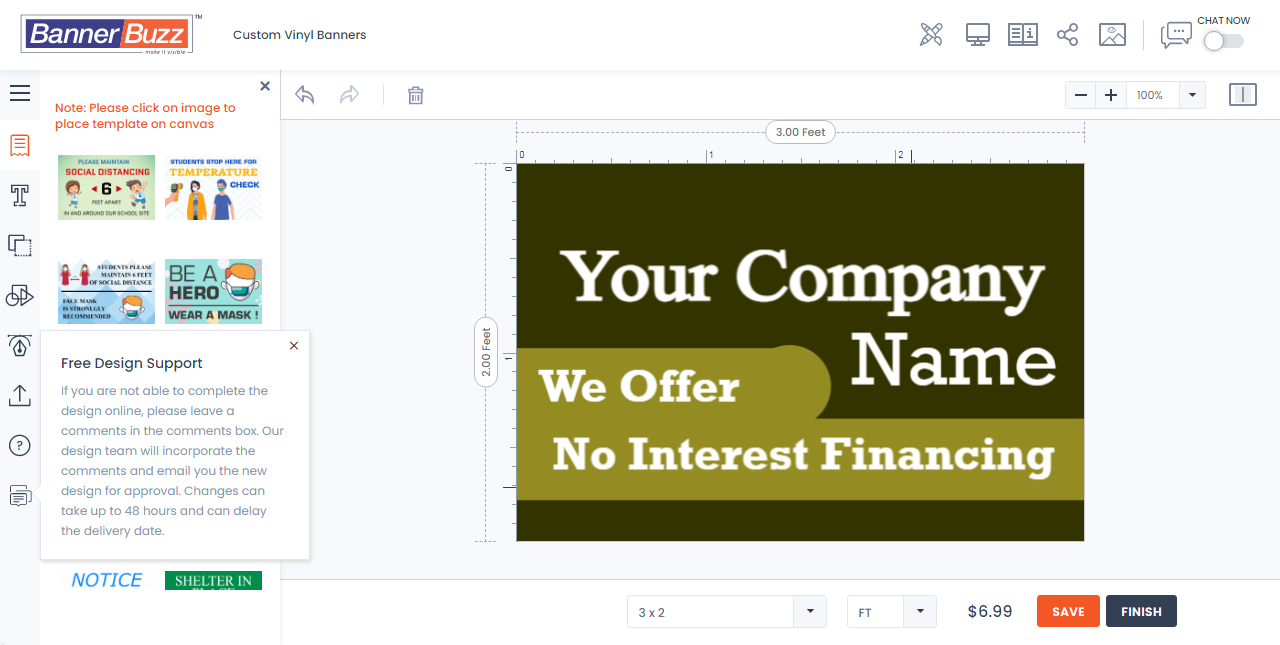 BannerBuzz™
make it visible
Custom Vinyl Banners
CHAT NOW
Note: Please click on image to
place template on canvas
PLEASE MAINTAIN
SOCIAL DISTANCING
6
FEET APART
IN AND AROUND OUR SCHOOL SITE
STUDENTS STOP HERE FOR
TEMPERATURE
CHECK
STUDENTS PLEASE
MAINTAIN 6 FEET
OF SOCIAL DISTANCE
FACE MASK
IS STRONLGLY
RECOMMENDED
BE A
HERO
WEAR A MASK !
Free Design Support
If you are not able to complete the
design online, please leave a
comments in the comments box. Our
design team will incorporate the
comments and email you the new
design for approval. Changes can
take up to 48 hours and can delay
the delivery date.
NOTICE
SHELTER IN
PLACE
100%
3.00 Feet
0
1
2
0
1
2.00 Feet
Your Company
Name
We Offer
No Interest Financing
3 x 2
FT
$6.99
SAVE
FINISH